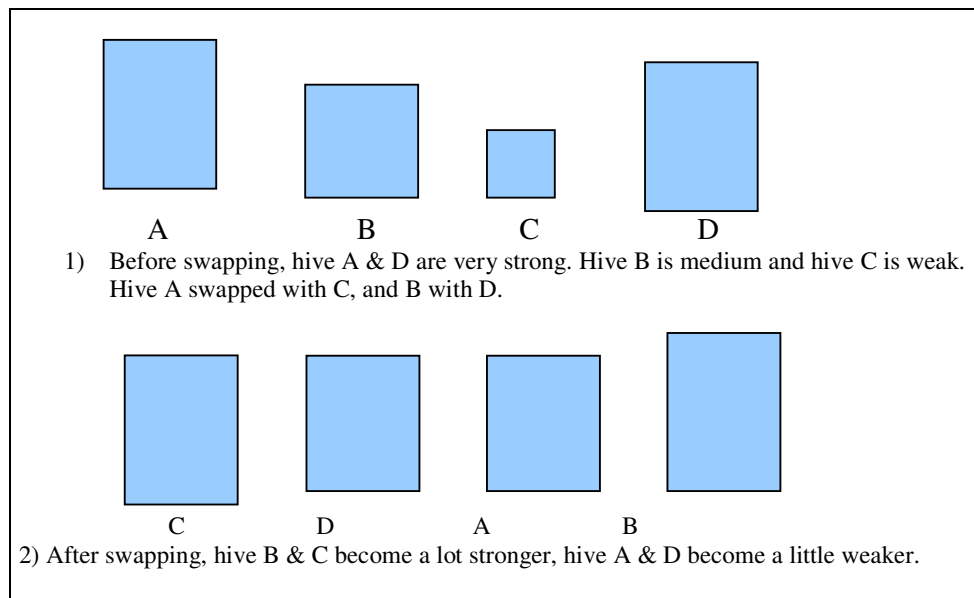 A B C D
1) Before swapping, hive A & D are very strong. Hive B is medium and hive C is weak.
Hive A swapped with C, and B with D.
C D A B
2) After swapping, hive B & C become a lot stronger, hive A & D become a little weaker.